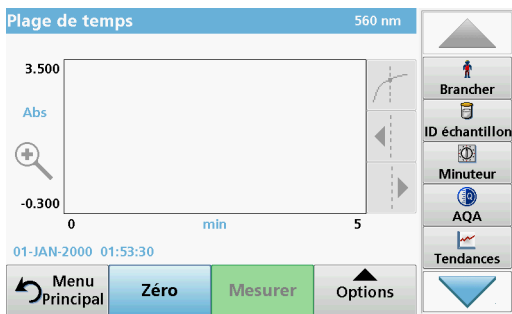 Plage de temps 560 nm
3.500
Abs
-0.300
0 min 5
01-JAN-2000 01:53:30
Menu
Principal
Zéro
Mesurer
Options
Brancher
ID échantillon
Minuteur
AQA
Tendances